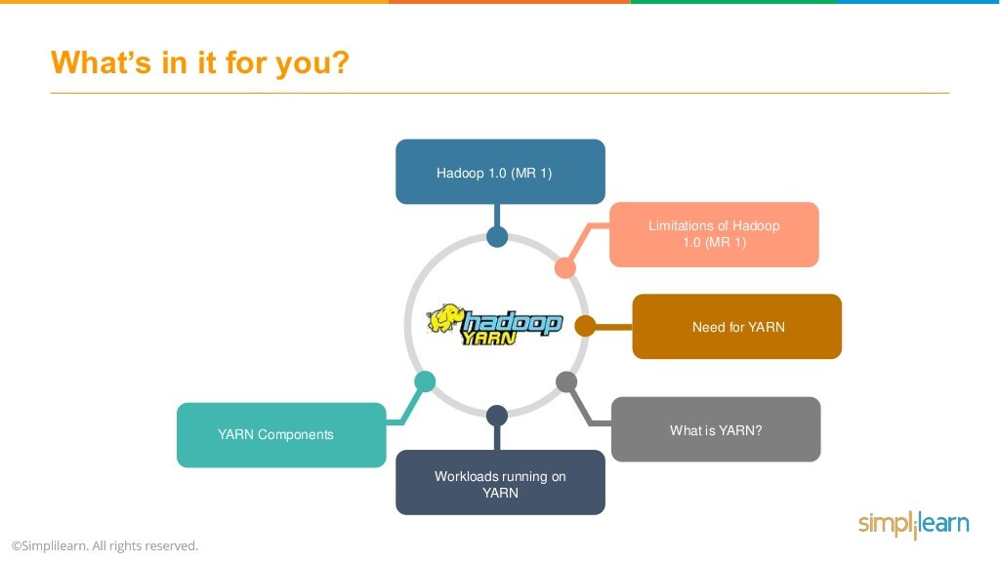 What’s in it for you?
Hadoop 1.0 (MR 1)
Limitations of Hadoop
1.0 (MR 1)
Need for YARN
hadoop
YARN
What is YARN?
Workloads running on
YARN
YARN Components
simplilearn
©Simplilearn. All rights reserved.